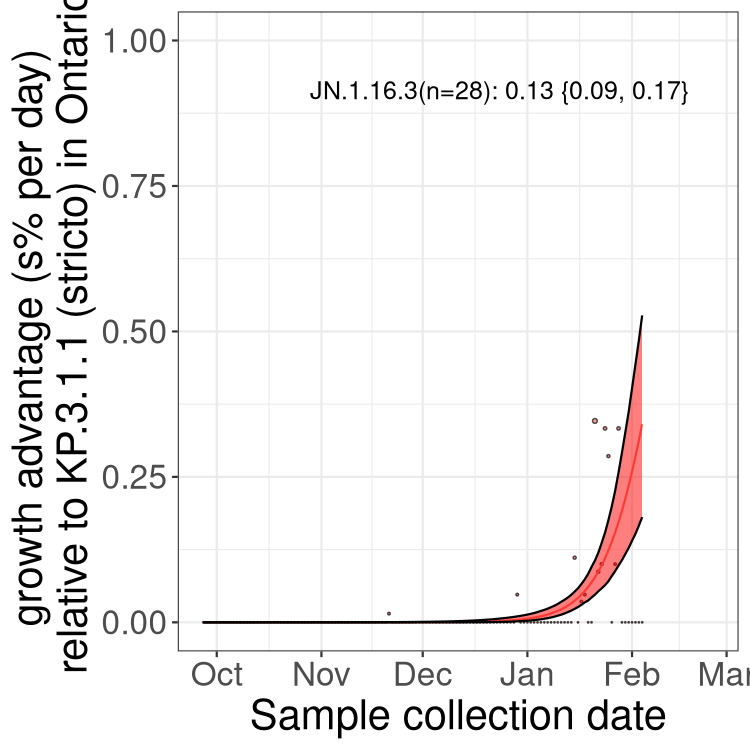 growth advantage (s% per day)
relative to KP.3.1.1 (stricto) in Ontario
1.00
0.75
0.50
0.25
0.00
JN.1.16.3(n=28): 0.13 {0.09, 0.17}
Oct Nov Dec Jan Feb Mar
Sample collection date